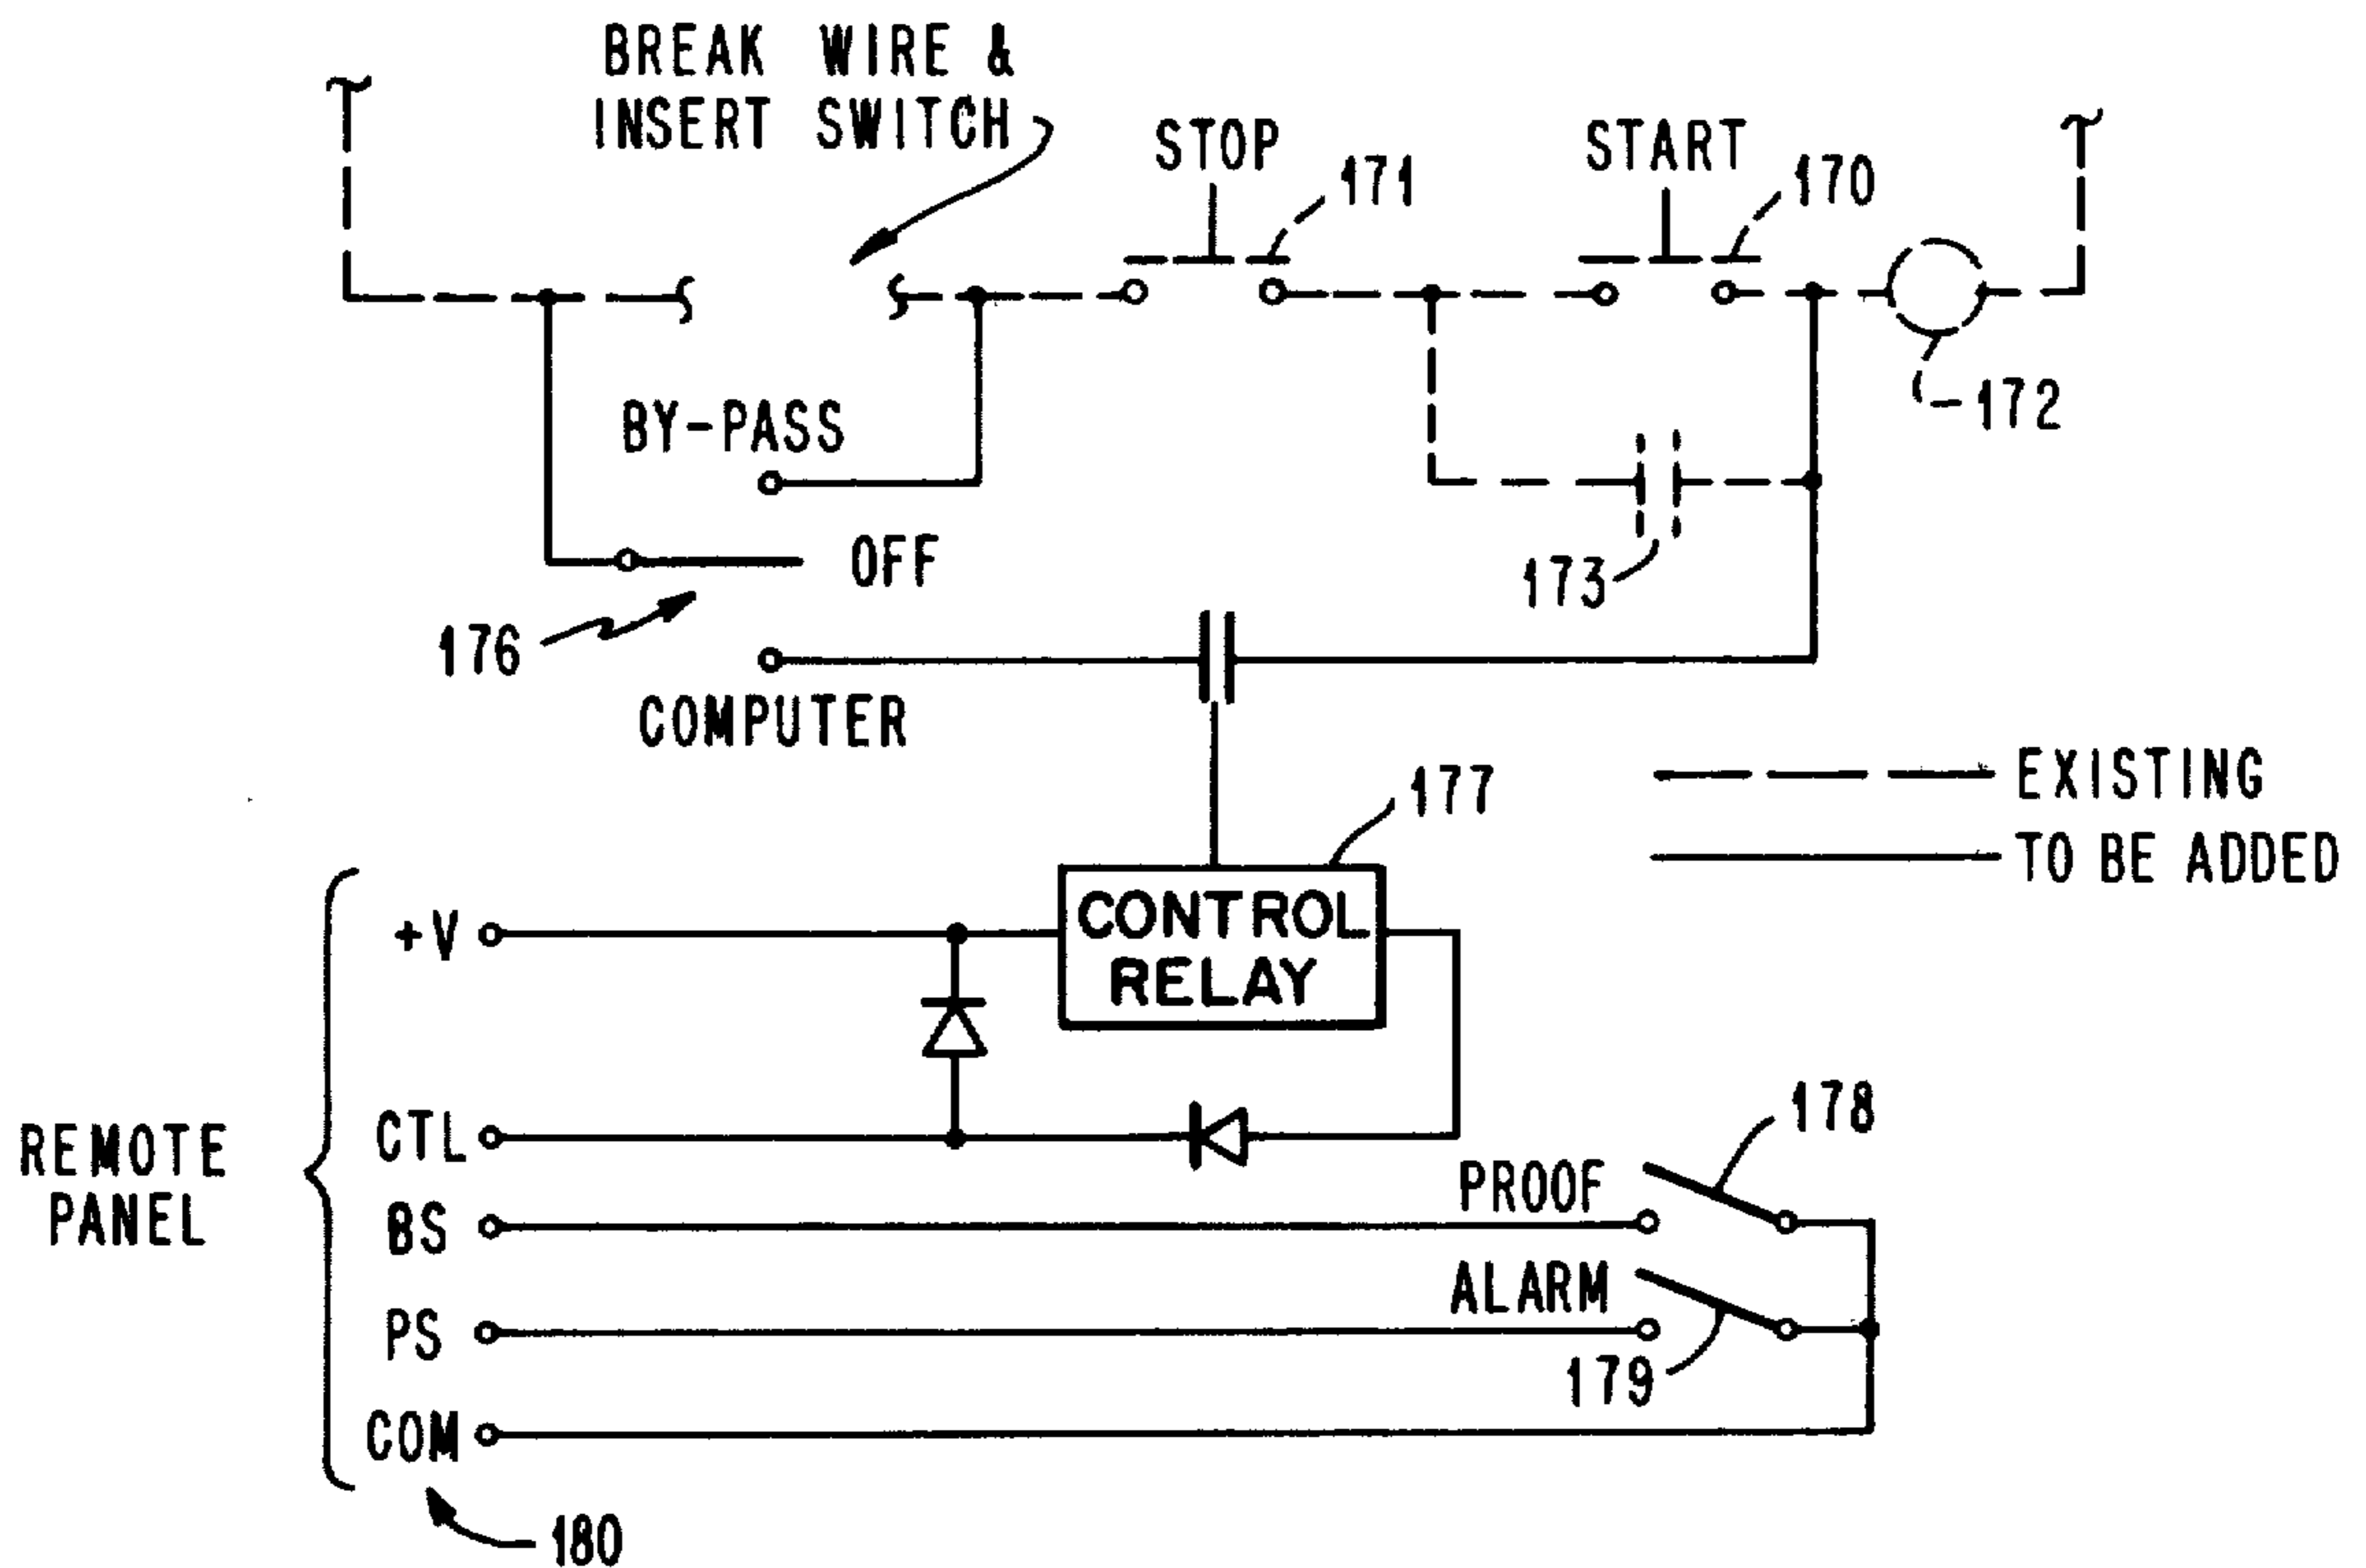 BREAK WIRE &
INSERT SWITCH
STOP
171
START
170
172
BY-PASS
OFF
173
176
COMPUTER
177
EXISTING
TO BE ADDED
CONTROL
RELAY
+V
CTL
REMOTE
PANEL
BS
PROOF
178
PS
ALARM
179
COM
180